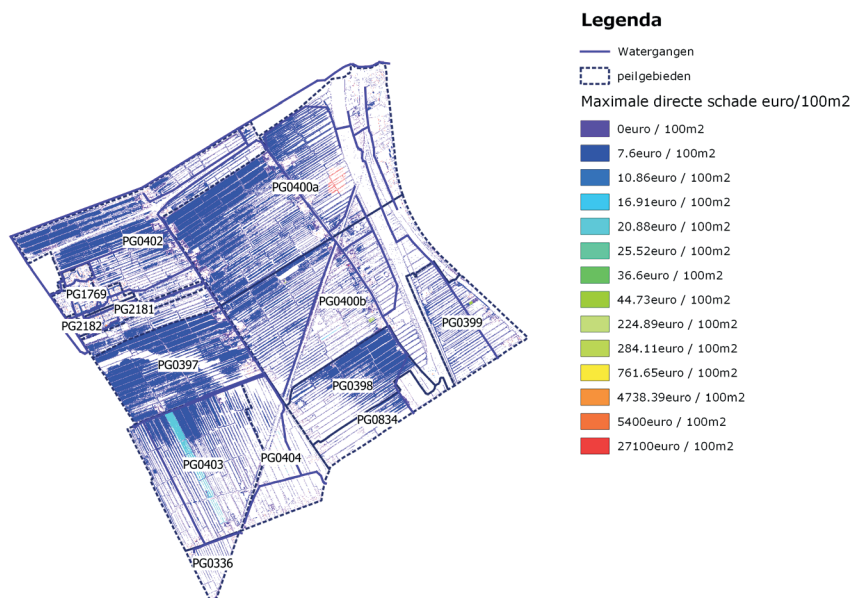 Legenda
Watergangen
peilgebieden
Maximale directe schade euro/100m2
0euro / 100m2
7.6euro / 100m2
10.86euro / 100m2
16.91euro / 100m2
20.88euro / 100m2
25.52euro / 100m2
36.6euro / 100m2
44.73euro / 100m2
224.89euro / 100m2
284.11euro / 100m2
761.65euro / 100m2
4738.39euro / 100m2
5400euro / 100m2
27100euro / 100m2
PG0400a
PG0402
PG1769
PG2181
PG2182
PG0400b
PG0399
PG0397
PG0398
PG0834
PG0403
PG0404
PG0336